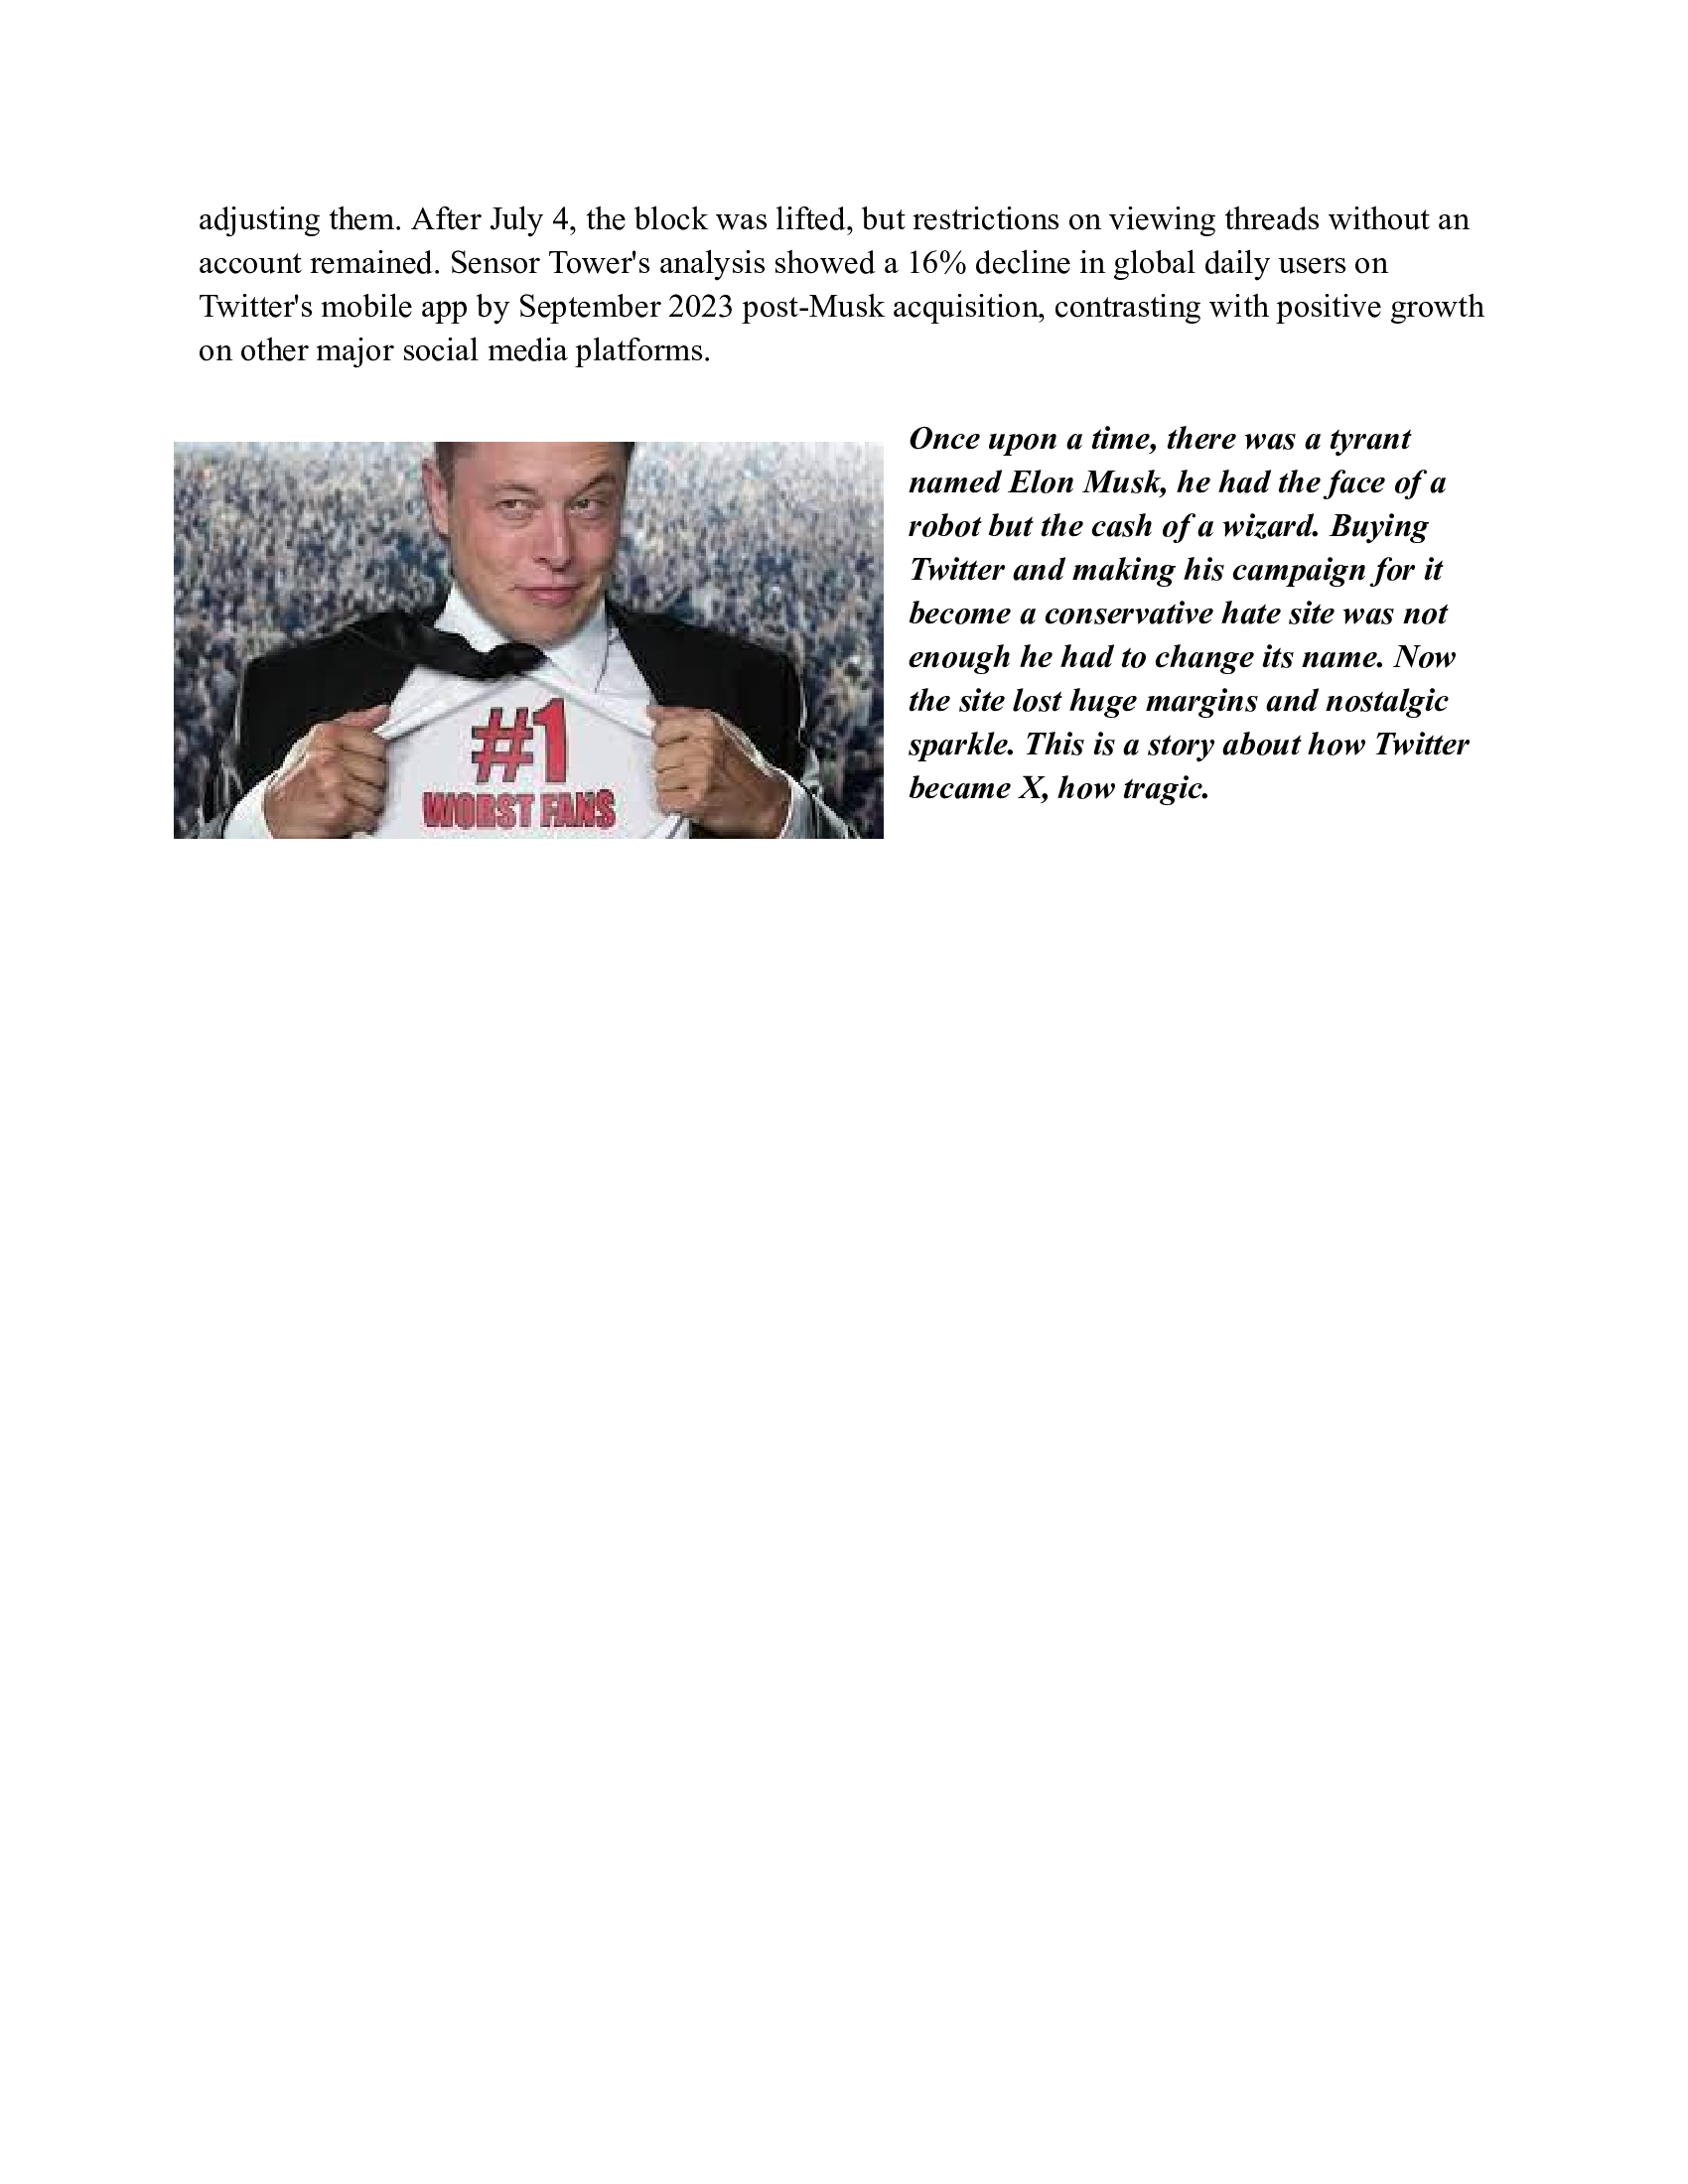 adjusting them. After July 4, the block was lifted, but restrictions on viewing threads without an
account remained. Sensor Tower's analysis showed a 16% decline in global daily users on
Twitter's mobile app by September 2023 post-Musk acquisition, contrasting with positive growth
on other major social media platforms.
Once upon a time, there was a tyrant
named Elon Musk, he had the face of a
robot but the cash of a wizard. Buying
Twitter and making his campaign for it
become a conservative hate site was not
enough he had to change its name. Now
the site lost huge margins and nostalgic
sparkle. This is a story about how Twitter
became X, how tragic.
#1
WORST FANS